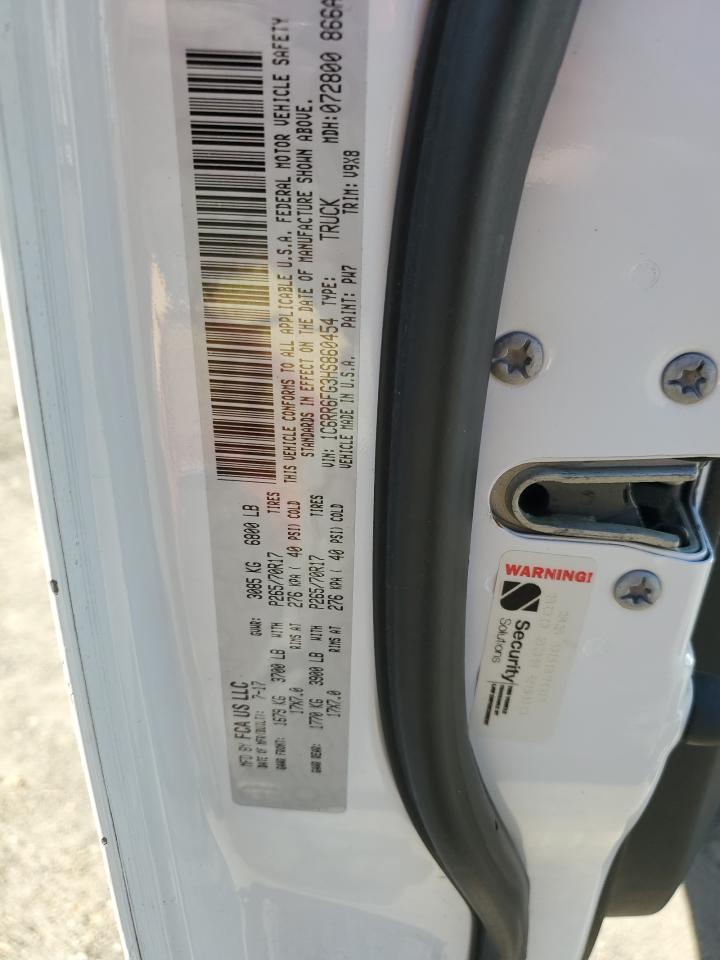 MFD BY FCA US LLC
DATE OF MFR/BUILT: 7-17 GVWR: 3085 KG 6800 LB
GAWR FRONT: 1679 KG 3700 LB WITH P265/70R17 TIRES
17X7.0 RIMS AT 276 KPA ( 40 PSI) COLD
GAWR REAR: 1770 KG 3900 LB WITH P265/70R17 TIRES
17X7.0 RIMS AT 276 KPA ( 40 PSI) COLD
THIS VEHICLE CONFORMS TO ALL APPLICABLE U.S.A. FEDERAL MOTOR VEHICLE SAFETY
STANDARDS IN EFFECT ON THE DATE OF MANUFACTURE SHOWN ABOVE.
VIN: 1C6RR6FG3HS860454 TYPE: TRUCK MDH: 072800 866A
VEHICLE MADE IN U.S.A. PAINT: PW7 TRIM: V9X8
WARNING!
Security
Solutions